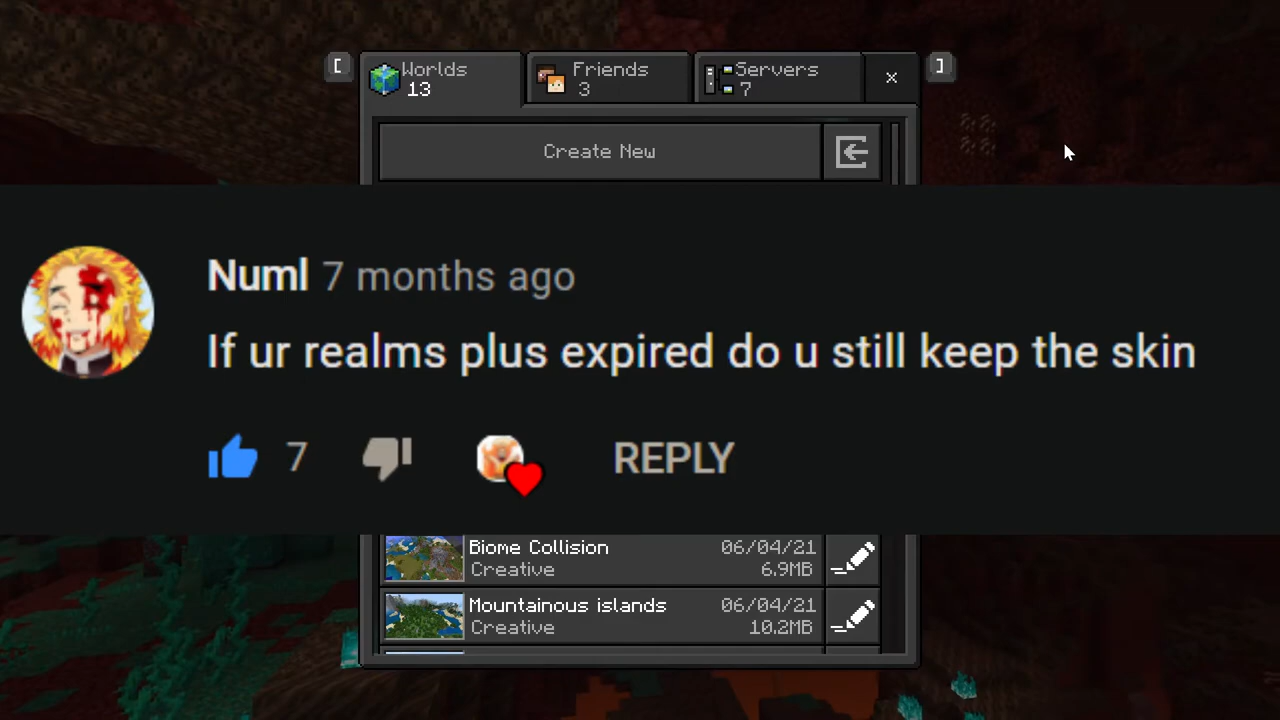 [
Worlds
13
Friends
3
Servers
7
]
Create New
Numl 7 months ago
If ur realms plus expired do u still keep the skin
7
REPLY
Biome Collision 06/04/21
Creative 6.9MB
Mountainous islands 06/04/21
Creative 10.2MB